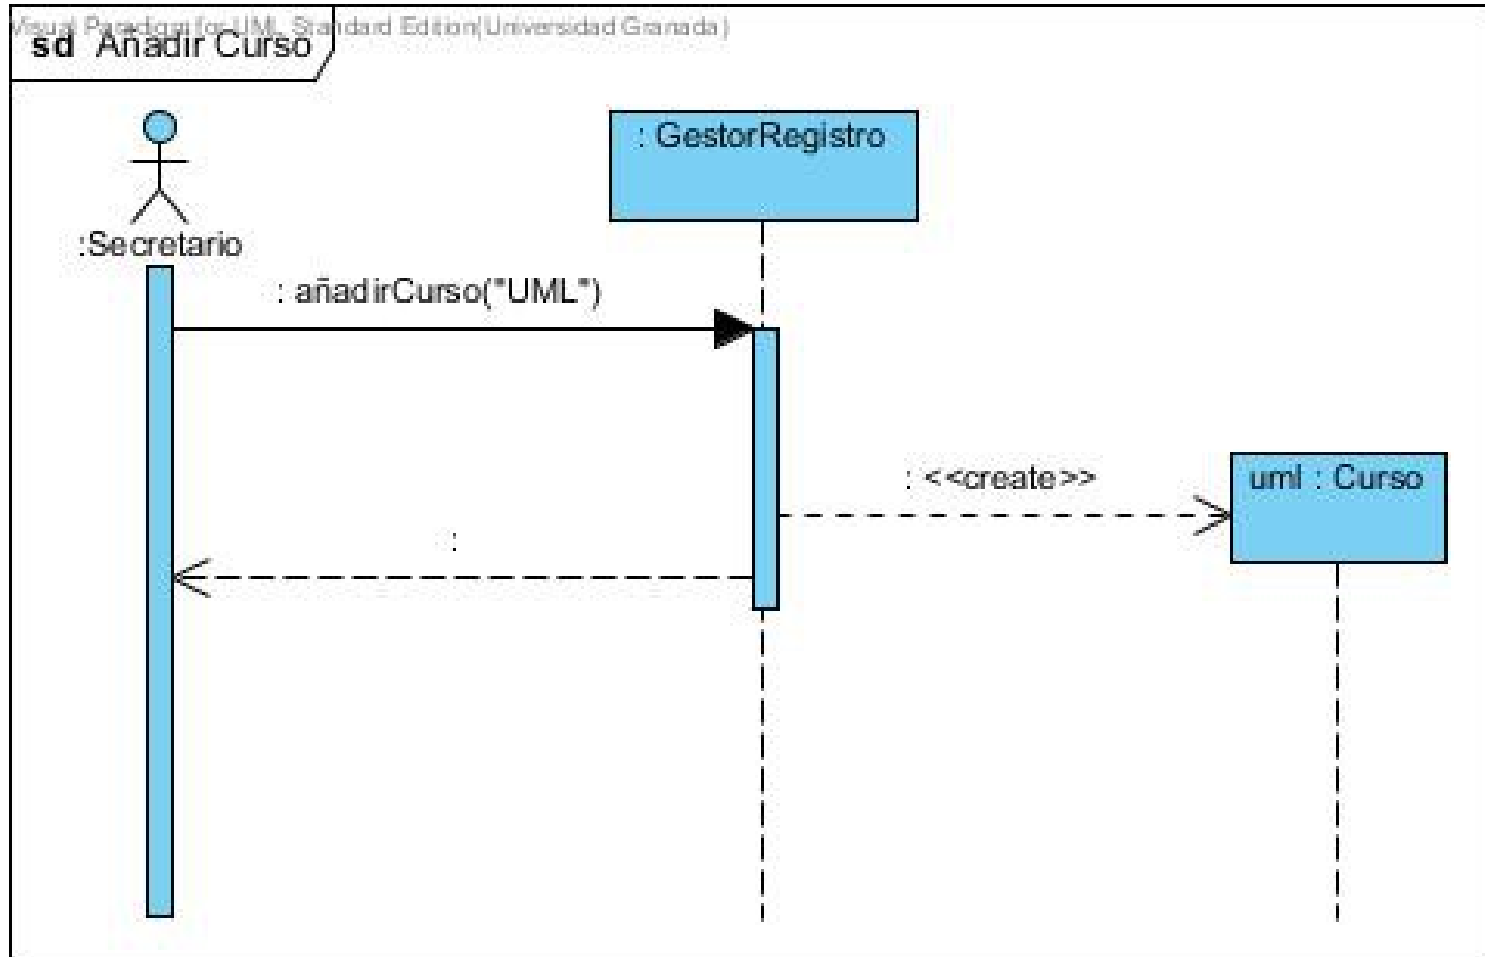 Visual Paradigm for UML Standard Edition(Universidad Granada)
sd Añadir Curso
: GestorRegistro
:Secretario
: añadirCurso("UML")
: <<create>>
uml : Curso
: